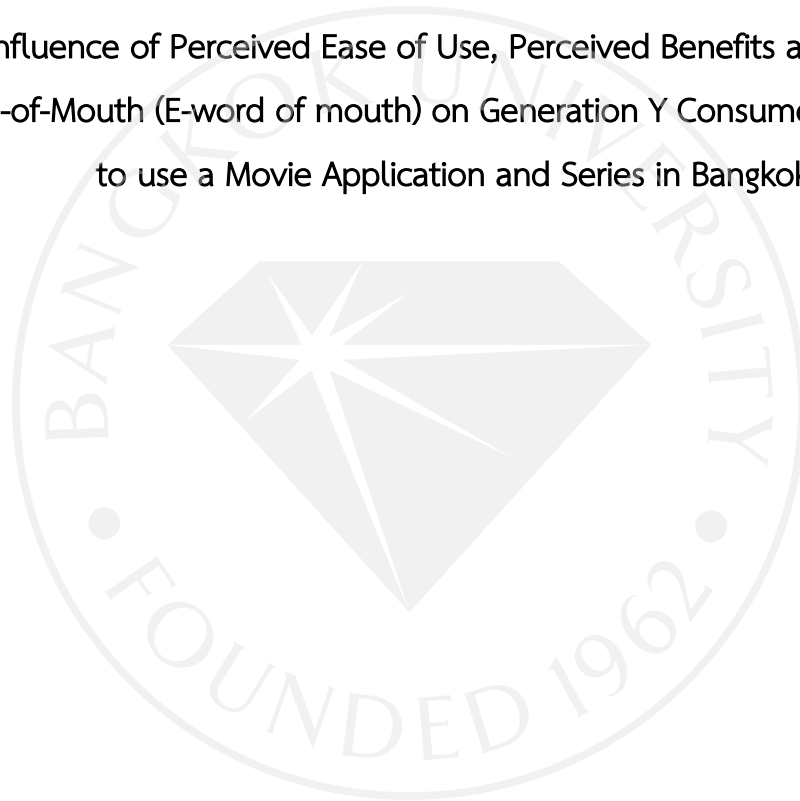 nfluence of Perceived Ease of Use, Perceived Benefits a
-of-Mouth (E-word of mouth) on Generation Y Consume
to use a Movie Application and Series in Bangkok
BANGKOK UNIVERSITY
FOUNDED 1962